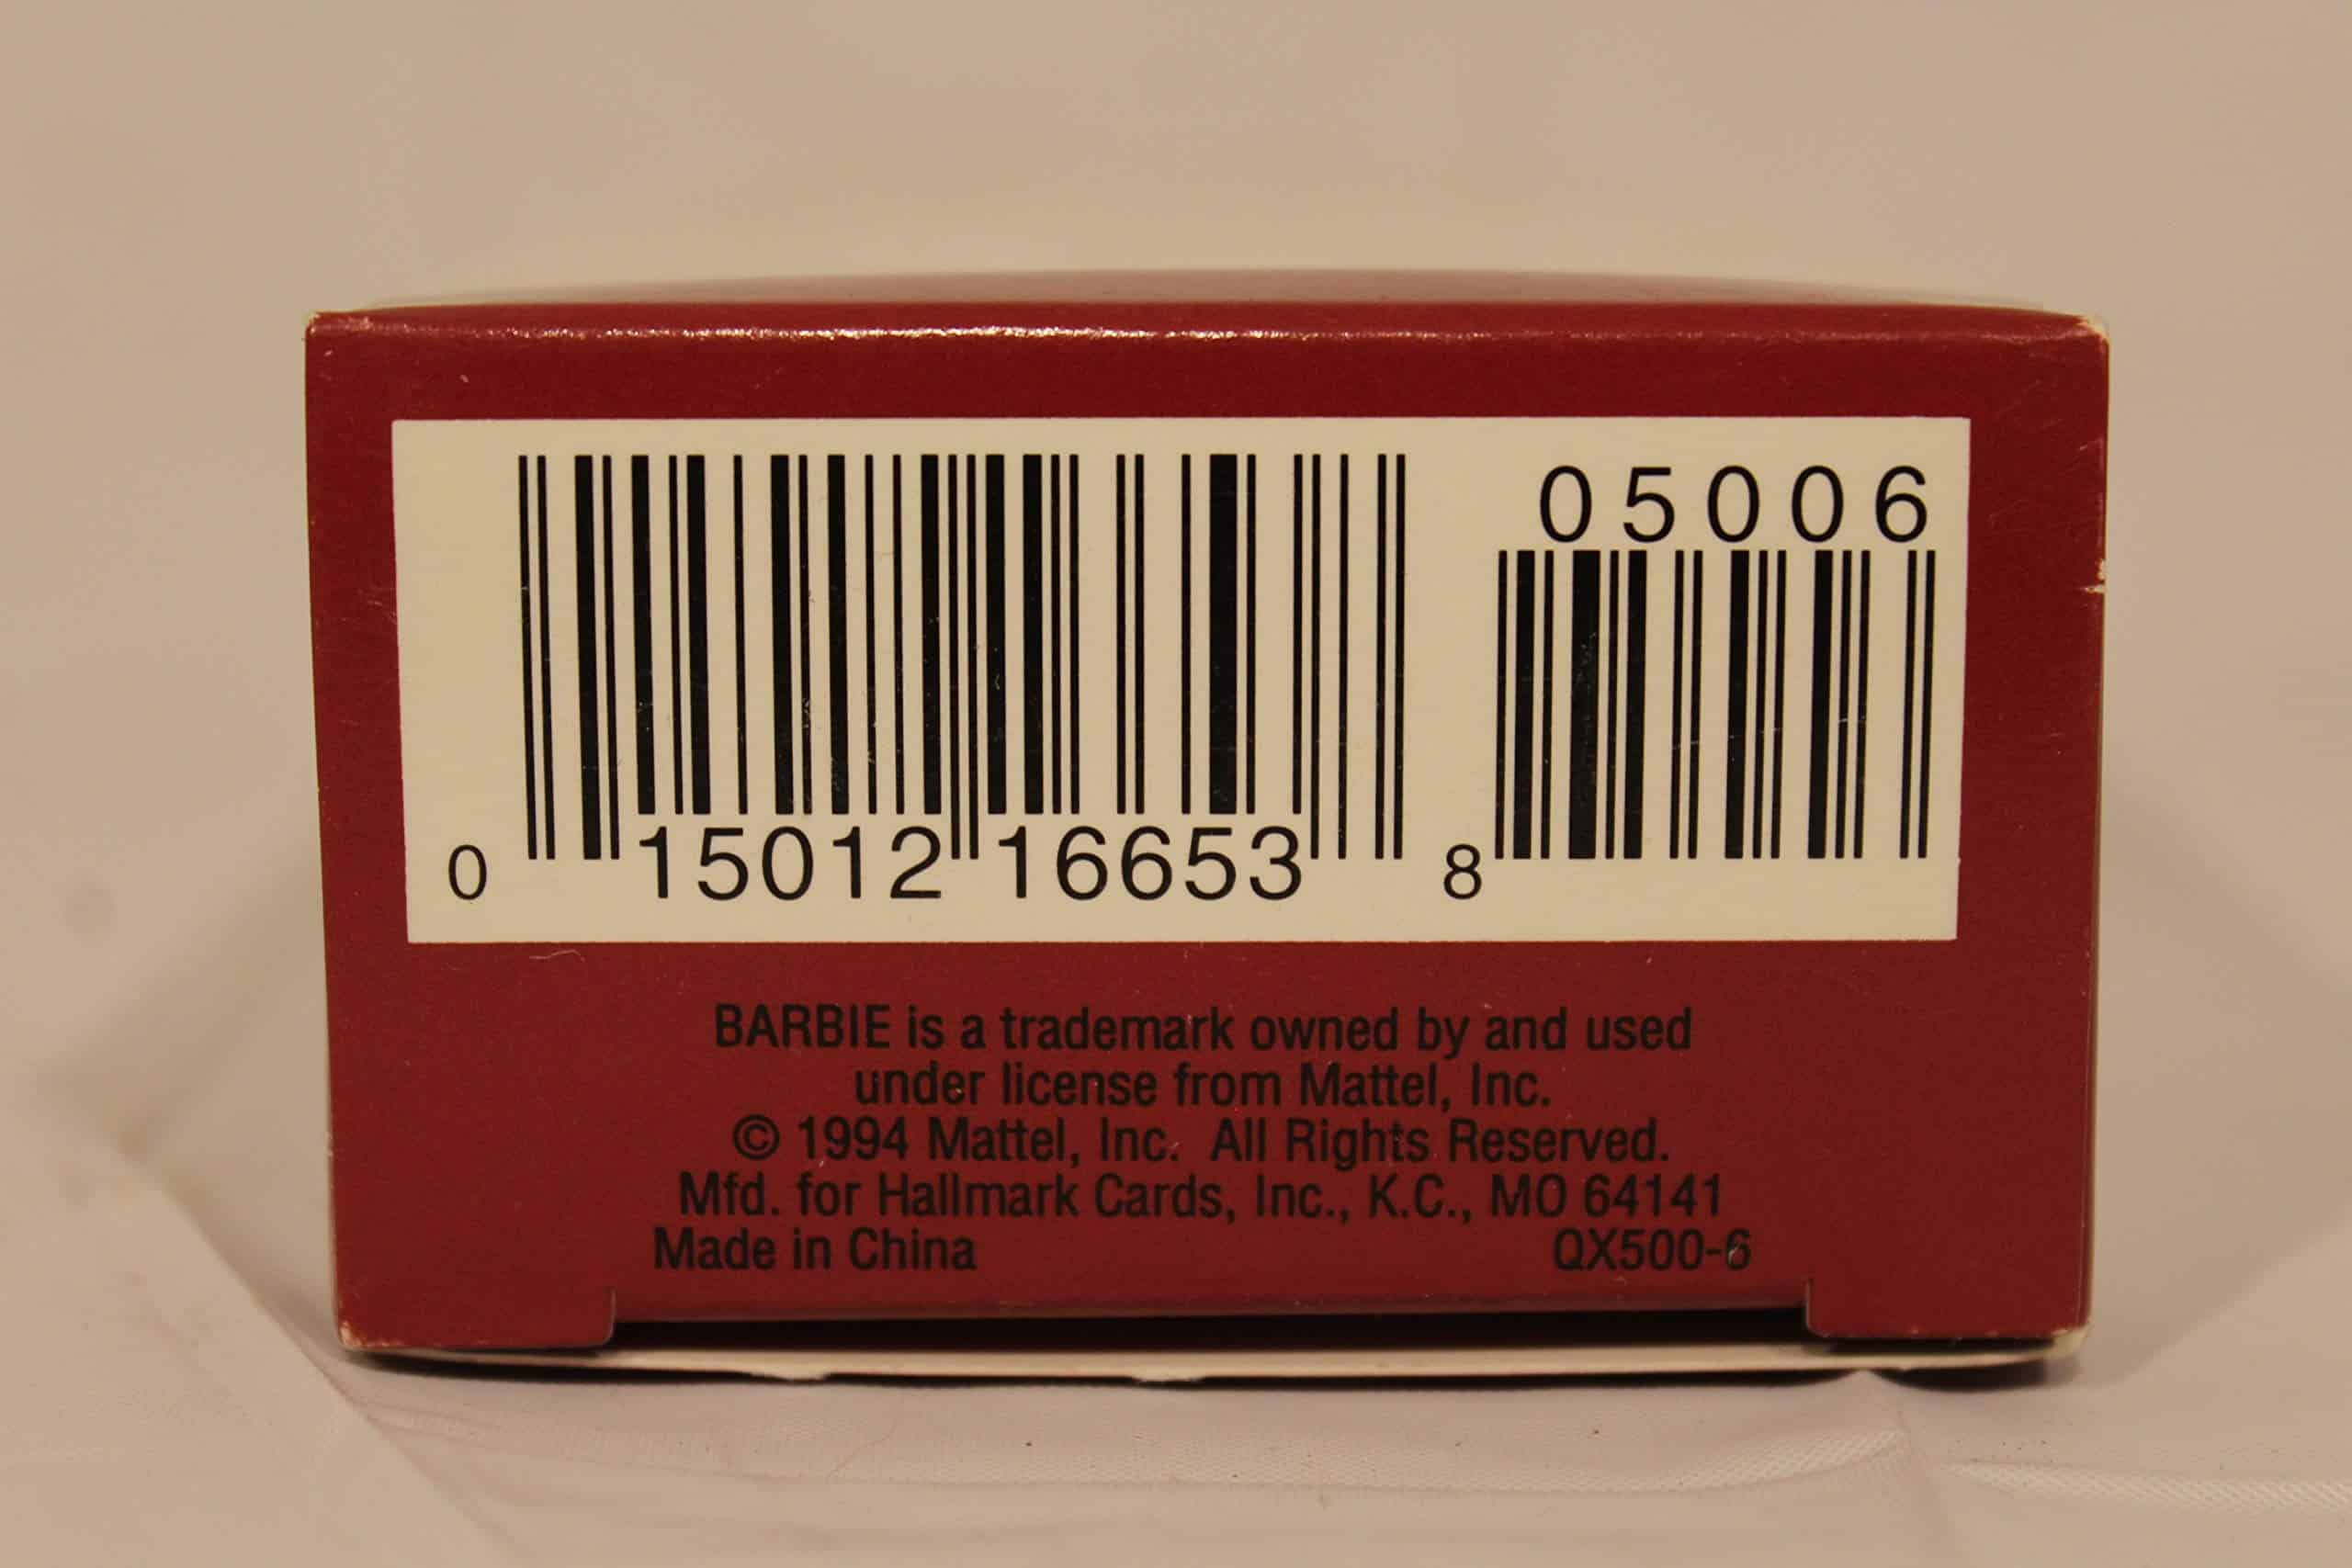 05006
0 15012 16653 8
BARBIE is a trademark owned by and used
under license from Mattel, Inc.
© 1994 Mattel, Inc. All Rights Reserved.
Mfd. for Hallmark Cards, Inc., K.C., MO 64141
Made in China QX500-6